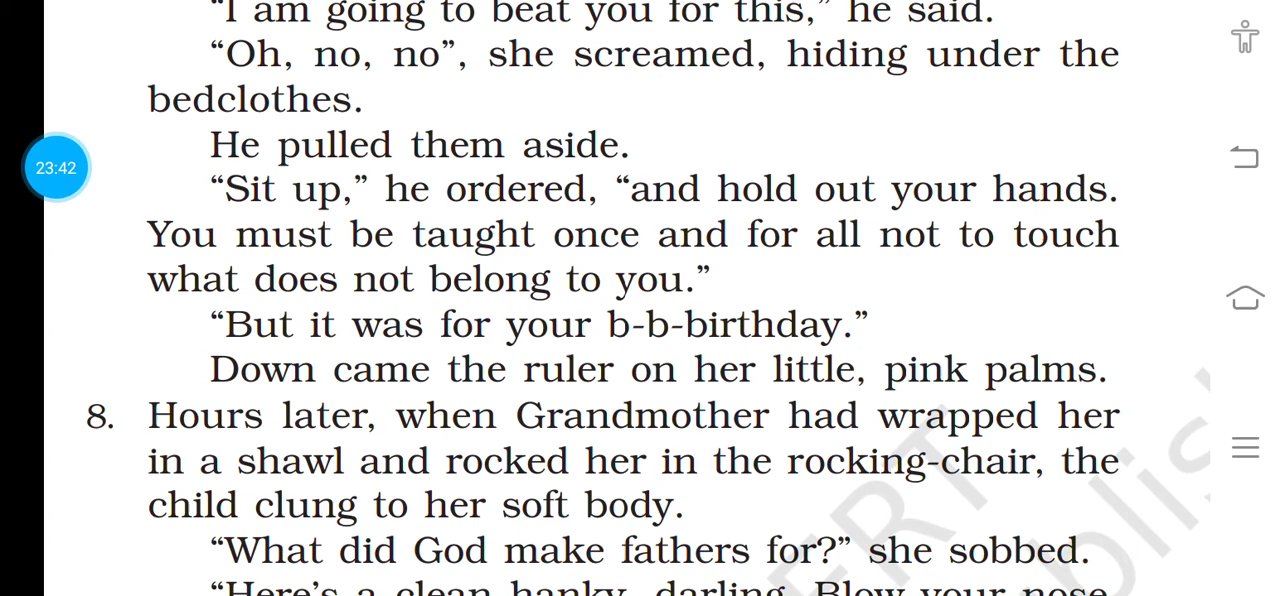 “I am going to beat you for this,” he said.
“Oh, no, no”, she screamed, hiding under the
bedclothes.
He pulled them aside.
23:42
“Sit up,” he ordered, “and hold out your hands.
You must be taught once and for all not to touch
what does not belong to you.”
“But it was for your b-b-birthday.”
Down came the ruler on her little, pink palms.
8. Hours later, when Grandmother had wrapped her
in a shawl and rocked her in the rocking-chair, the
child clung to her soft body.
“What did God make fathers for?” she sobbed.
“Here’s a clean hanky, darling. Blow your nose.